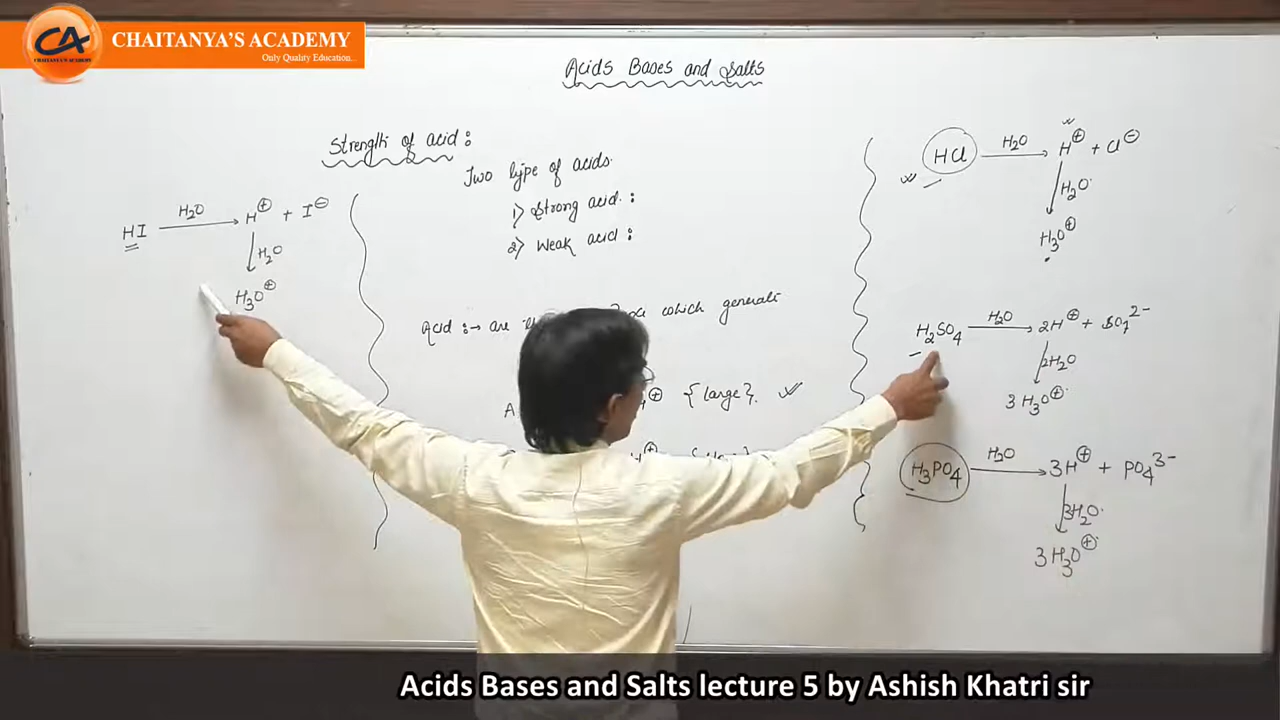 CA
CHAITANYA'S ACADEMY
CHAITANYA'S ACADEMY
Only Quality Education...
Acids Bases and Salts
Strength of acid:
Two type of acids.
1) Strong acid:
2) Weak acid:
Acid :→ are which generate
{large}. ✓
HI H2O → H⊕ + I⊖
↓ H2O
H3O⊕
HCl H2O → H⊕ + Cl⊖
↓ H2O.
H3O⊕
H2SO4 H2O → 2H⊕ + SO4 2-
↓ 2H2O
3 H3O⊕
H3PO4 H2O → 3H⊕ + PO4 3-
↓ 3H2O.
3 H3O⊕
Acids Bases and Salts lecture 5 by Ashish Khatri sir